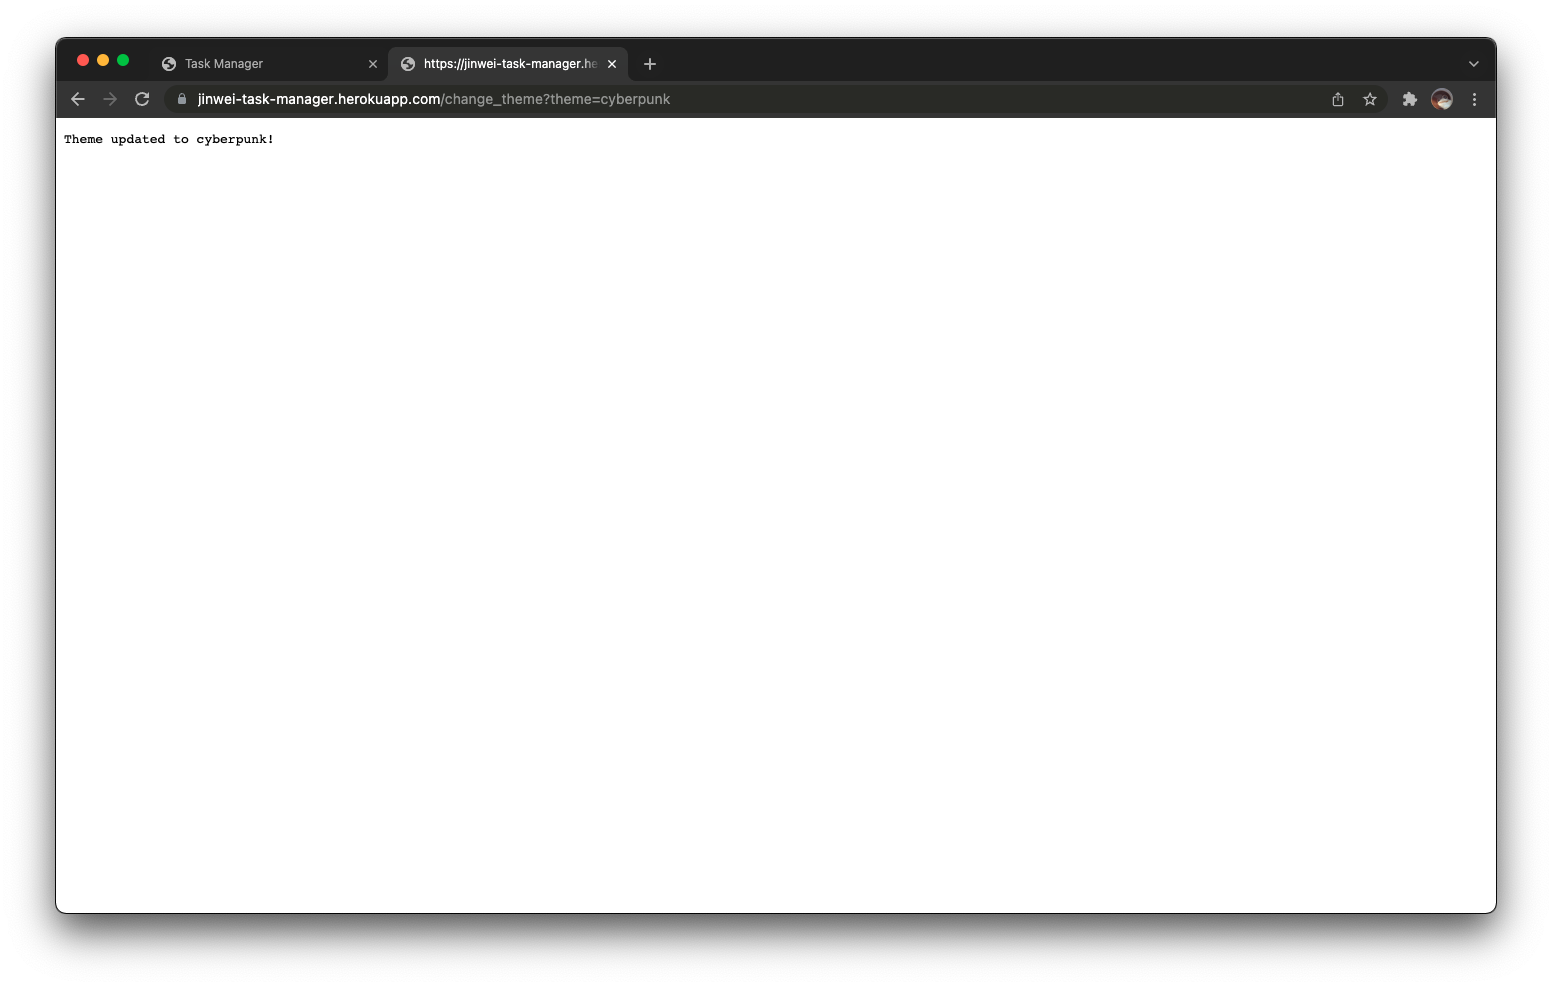 Task Manager
https://jinwei-task-manager.he
jinwei-task-manager.herokuapp.com/change_theme?theme=cyberpunk
Theme updated to cyberpunk!